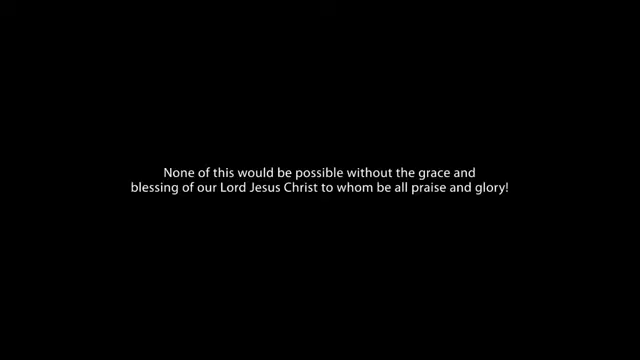 None of this would be possible without the grace and
blessing of our Lord Jesus Christ to whom be all praise and glory!